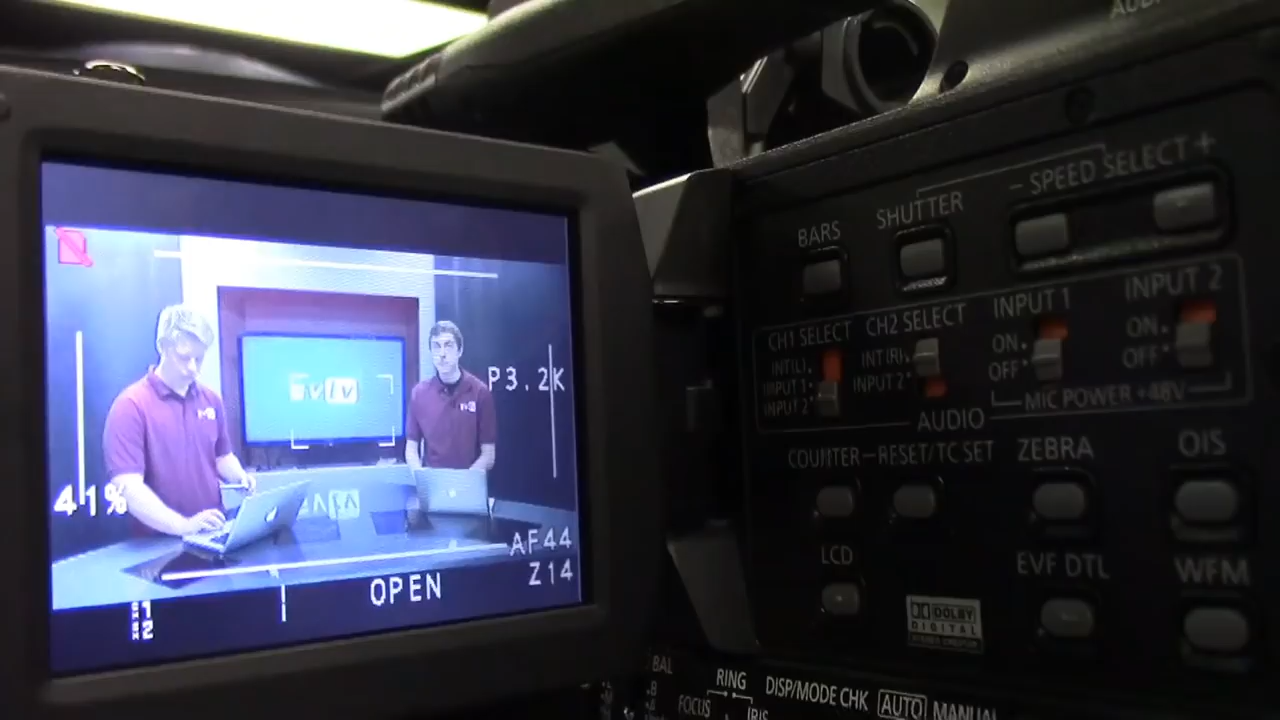 - SPEED SELECT +
SHUTTER
BARS
INPUT 2
INPUT 1
CH2 SELECT
CH1 SELECT
ON
OFF
ON
OFF
INT(R)
INPUT 2
INT(L)
INPUT 1
INPUT 2
MIC POWER +48V
AUDIO
COUNTER-RESET/TC SET
ZEBRA
OIS
LCD
EVF DTL
WFM
DOLBY
DIGITAL
BAL
RING
DISP/MODE CHK
AUTO MANUAL
FOCUS
IRIS
P3.2K
41%
AF44
Z14
OPEN